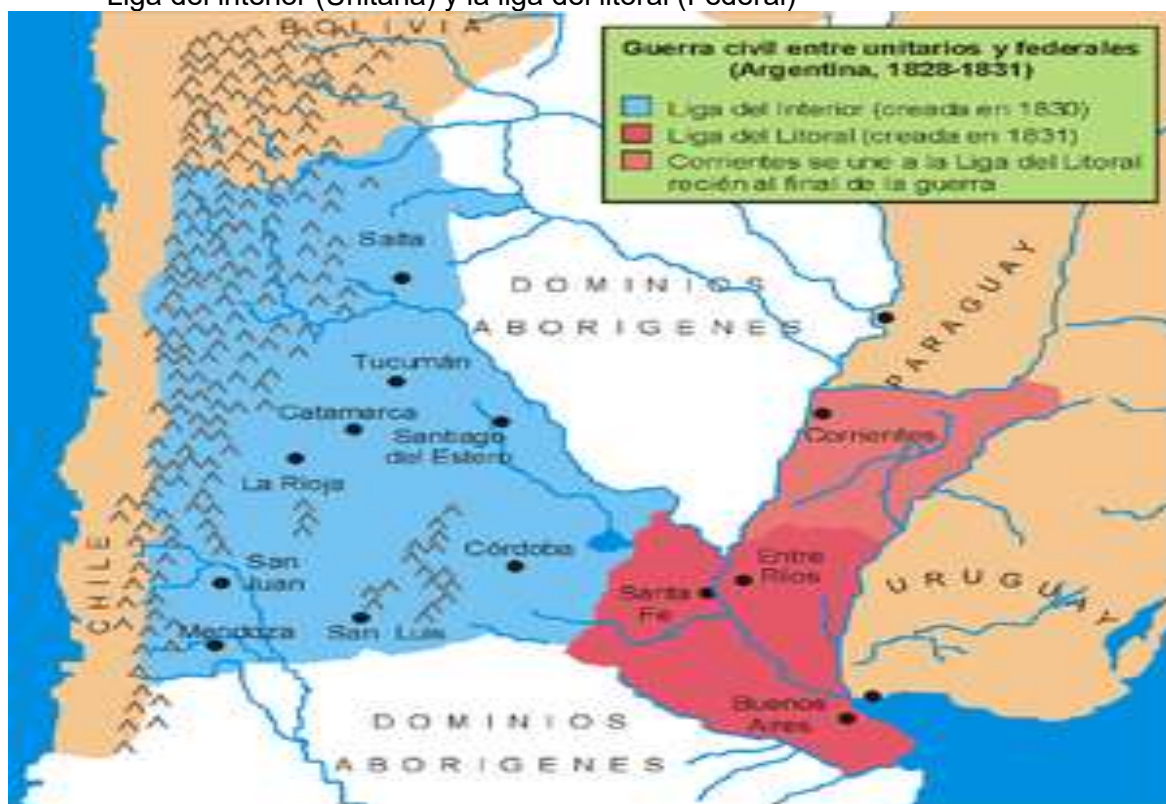 Liga del interior (Unitaria) y la liga del litoral (Federal)
BOLIVIA
Guerra civil entre unitarios y federales
(Argentina, 1828-1831)
Liga del Interior (creada en 1830)
Liga del Litoral (creada en 1831)
Corrientes se une a la Liga del Litoral
recién al final de la guerra
Salta
DOMINIOS
ABORIGENES
PARAGUAY
Tucumán
Catamarca
Santiago
del Estero
Corrientes
La Rioja
CHILE
San
Juan
Córdoba
Entre
Ríos
Santa
Fe
URUGUAY
Mendoza
San Luis
Buenos
Aires
DOMINIOS
ABORIGENES